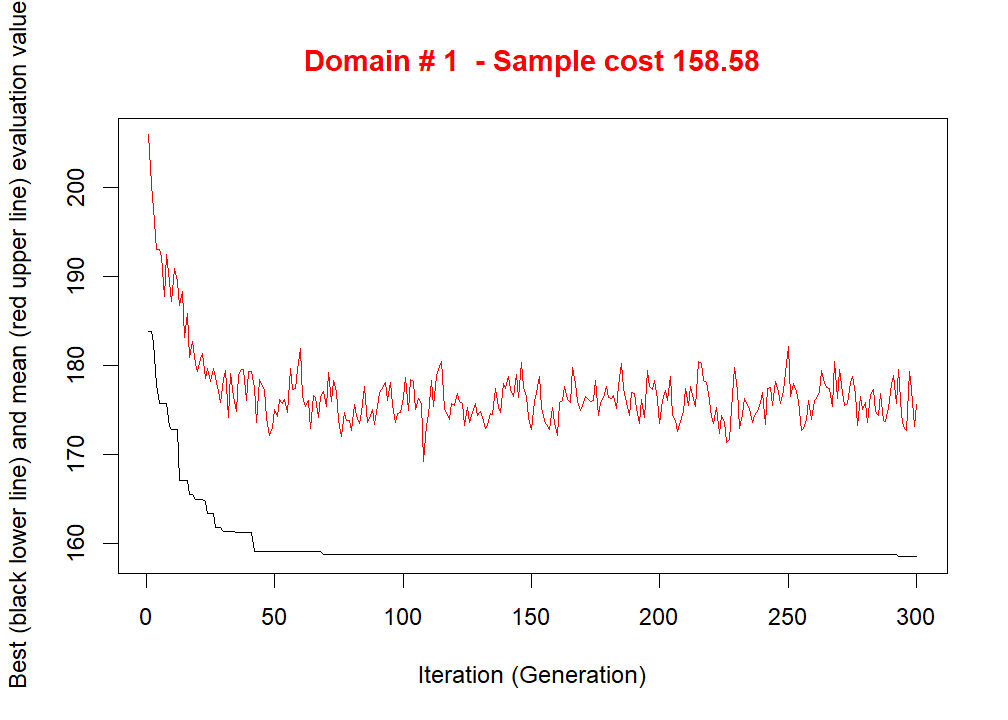 Domain # 1  - Sample cost 158.58
Best (black lower line) and mean (red upper line) evaluation value
200
190
180
170
160
0 50 100 150 200 250 300
Iteration (Generation)